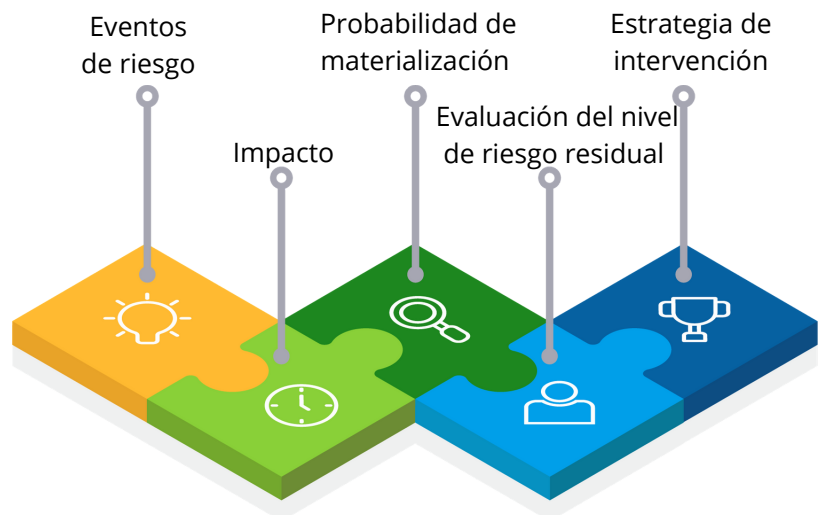 Eventos
de riesgo
Impacto
Probabilidad de
materialización
Evaluación del nivel
de riesgo residual
Estrategia de
intervención